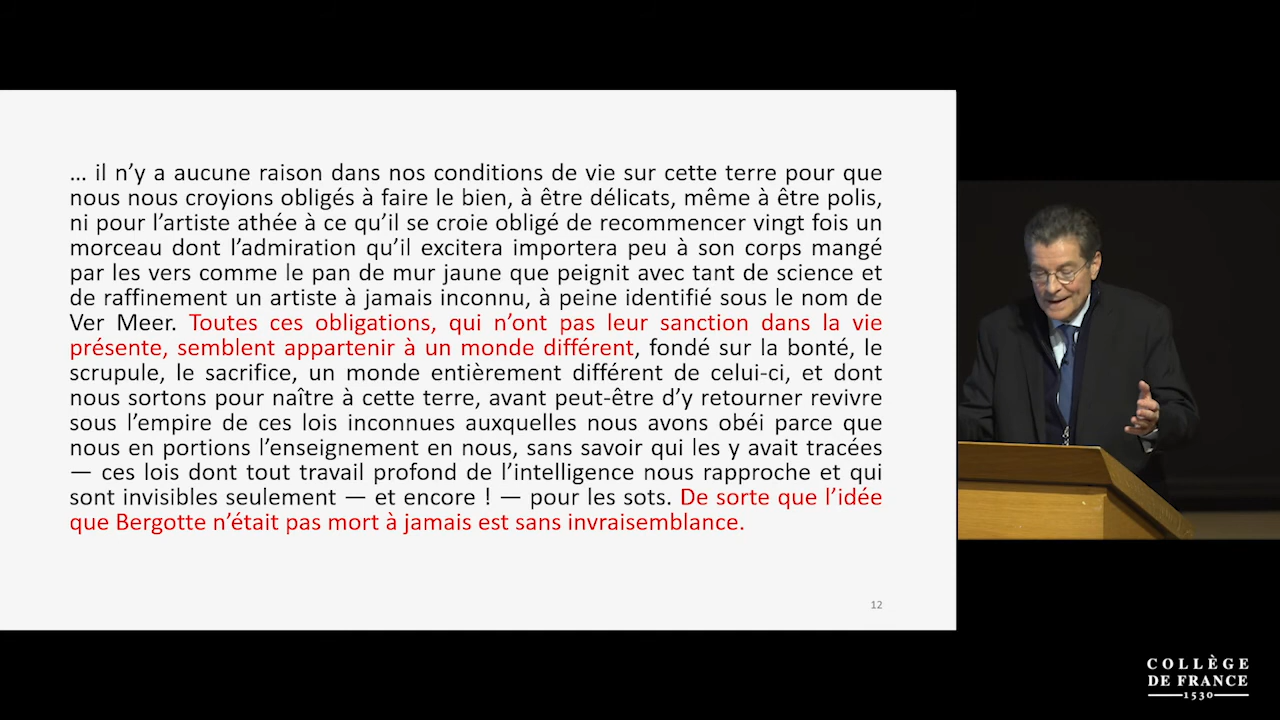 … il n’y a aucune raison dans nos conditions de vie sur cette terre pour que
nous nous croyions obligés à faire le bien, à être délicats, même à être polis,
ni pour l’artiste athée à ce qu’il se croie obligé de recommencer vingt fois un
morceau dont l’admiration qu’il excitera importera peu à son corps mangé
par les vers comme le pan de mur jaune que peignit avec tant de science et
de raffinement un artiste à jamais inconnu, à peine identifié sous le nom de
Ver Meer. Toutes ces obligations, qui n’ont pas leur sanction dans la vie
présente, semblent appartenir à un monde différent, fondé sur la bonté, le
scrupule, le sacrifice, un monde entièrement différent de celui-ci, et dont
nous sortons pour naître à cette terre, avant peut-être d’y retourner revivre
sous l’empire de ces lois inconnues auxquelles nous avons obéi parce que
nous en portions l’enseignement en nous, sans savoir qui les y avait tracées
— ces lois dont tout travail profond de l’intelligence nous rapproche et qui
sont invisibles seulement — et encore ! — pour les sots. De sorte que l’idée
que Bergotte n’était pas mort à jamais est sans invraisemblance.
12
COLLÈGE
DE FRANCE
1530